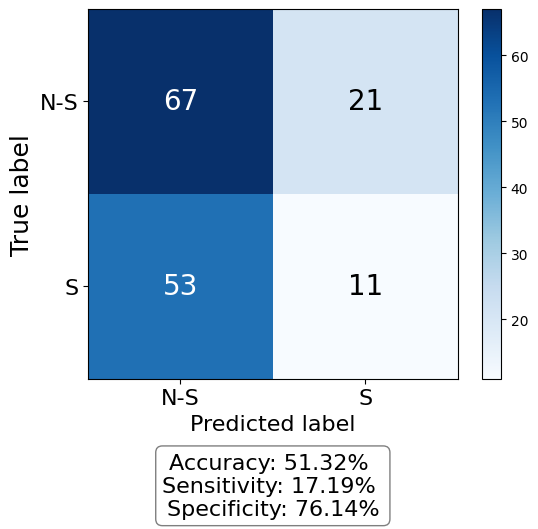 67 21
53 11
N-S
S
True label
N-S S
Predicted label
60
50
40
30
20
Accuracy: 51.32%
Sensitivity: 17.19%
Specificity: 76.14%